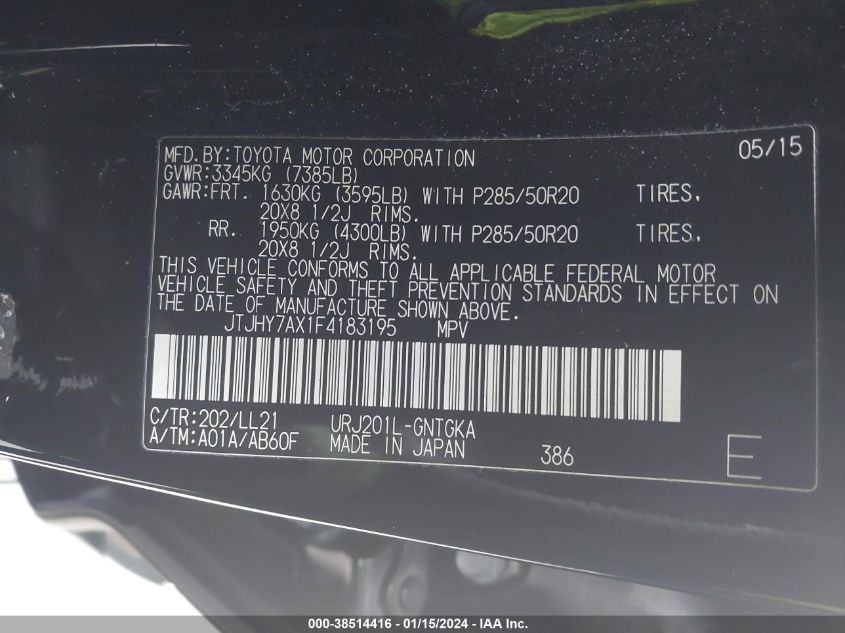 MFD.BY:TOYOTA MOTOR CORPORATION 05/15
GVWR:3345KG (7385LB)
GAWR:FRT. 1630KG (3595LB) WITH P285/50R20 TIRES,
20X8 1/2J RIMS.
RR. 1950KG (4300LB) WITH P285/50R20 TIRES,
20X8 1/2J RIMS.
THIS VEHICLE CONFORMS TO ALL APPLICABLE FEDERAL MOTOR
VEHICLE SAFETY AND THEFT PREVENTION STANDARDS IN EFFECT ON
THE DATE OF MANUFACTURE SHOWN ABOVE.
JTJHY7AX1F4183195 MPV
C/TR:202/LL21 URJ201L-GNTGKA
A/TM:A01A/AB60F MADE IN JAPAN 386 E
000-38514416 - 01/15/2024 - IAA Inc.